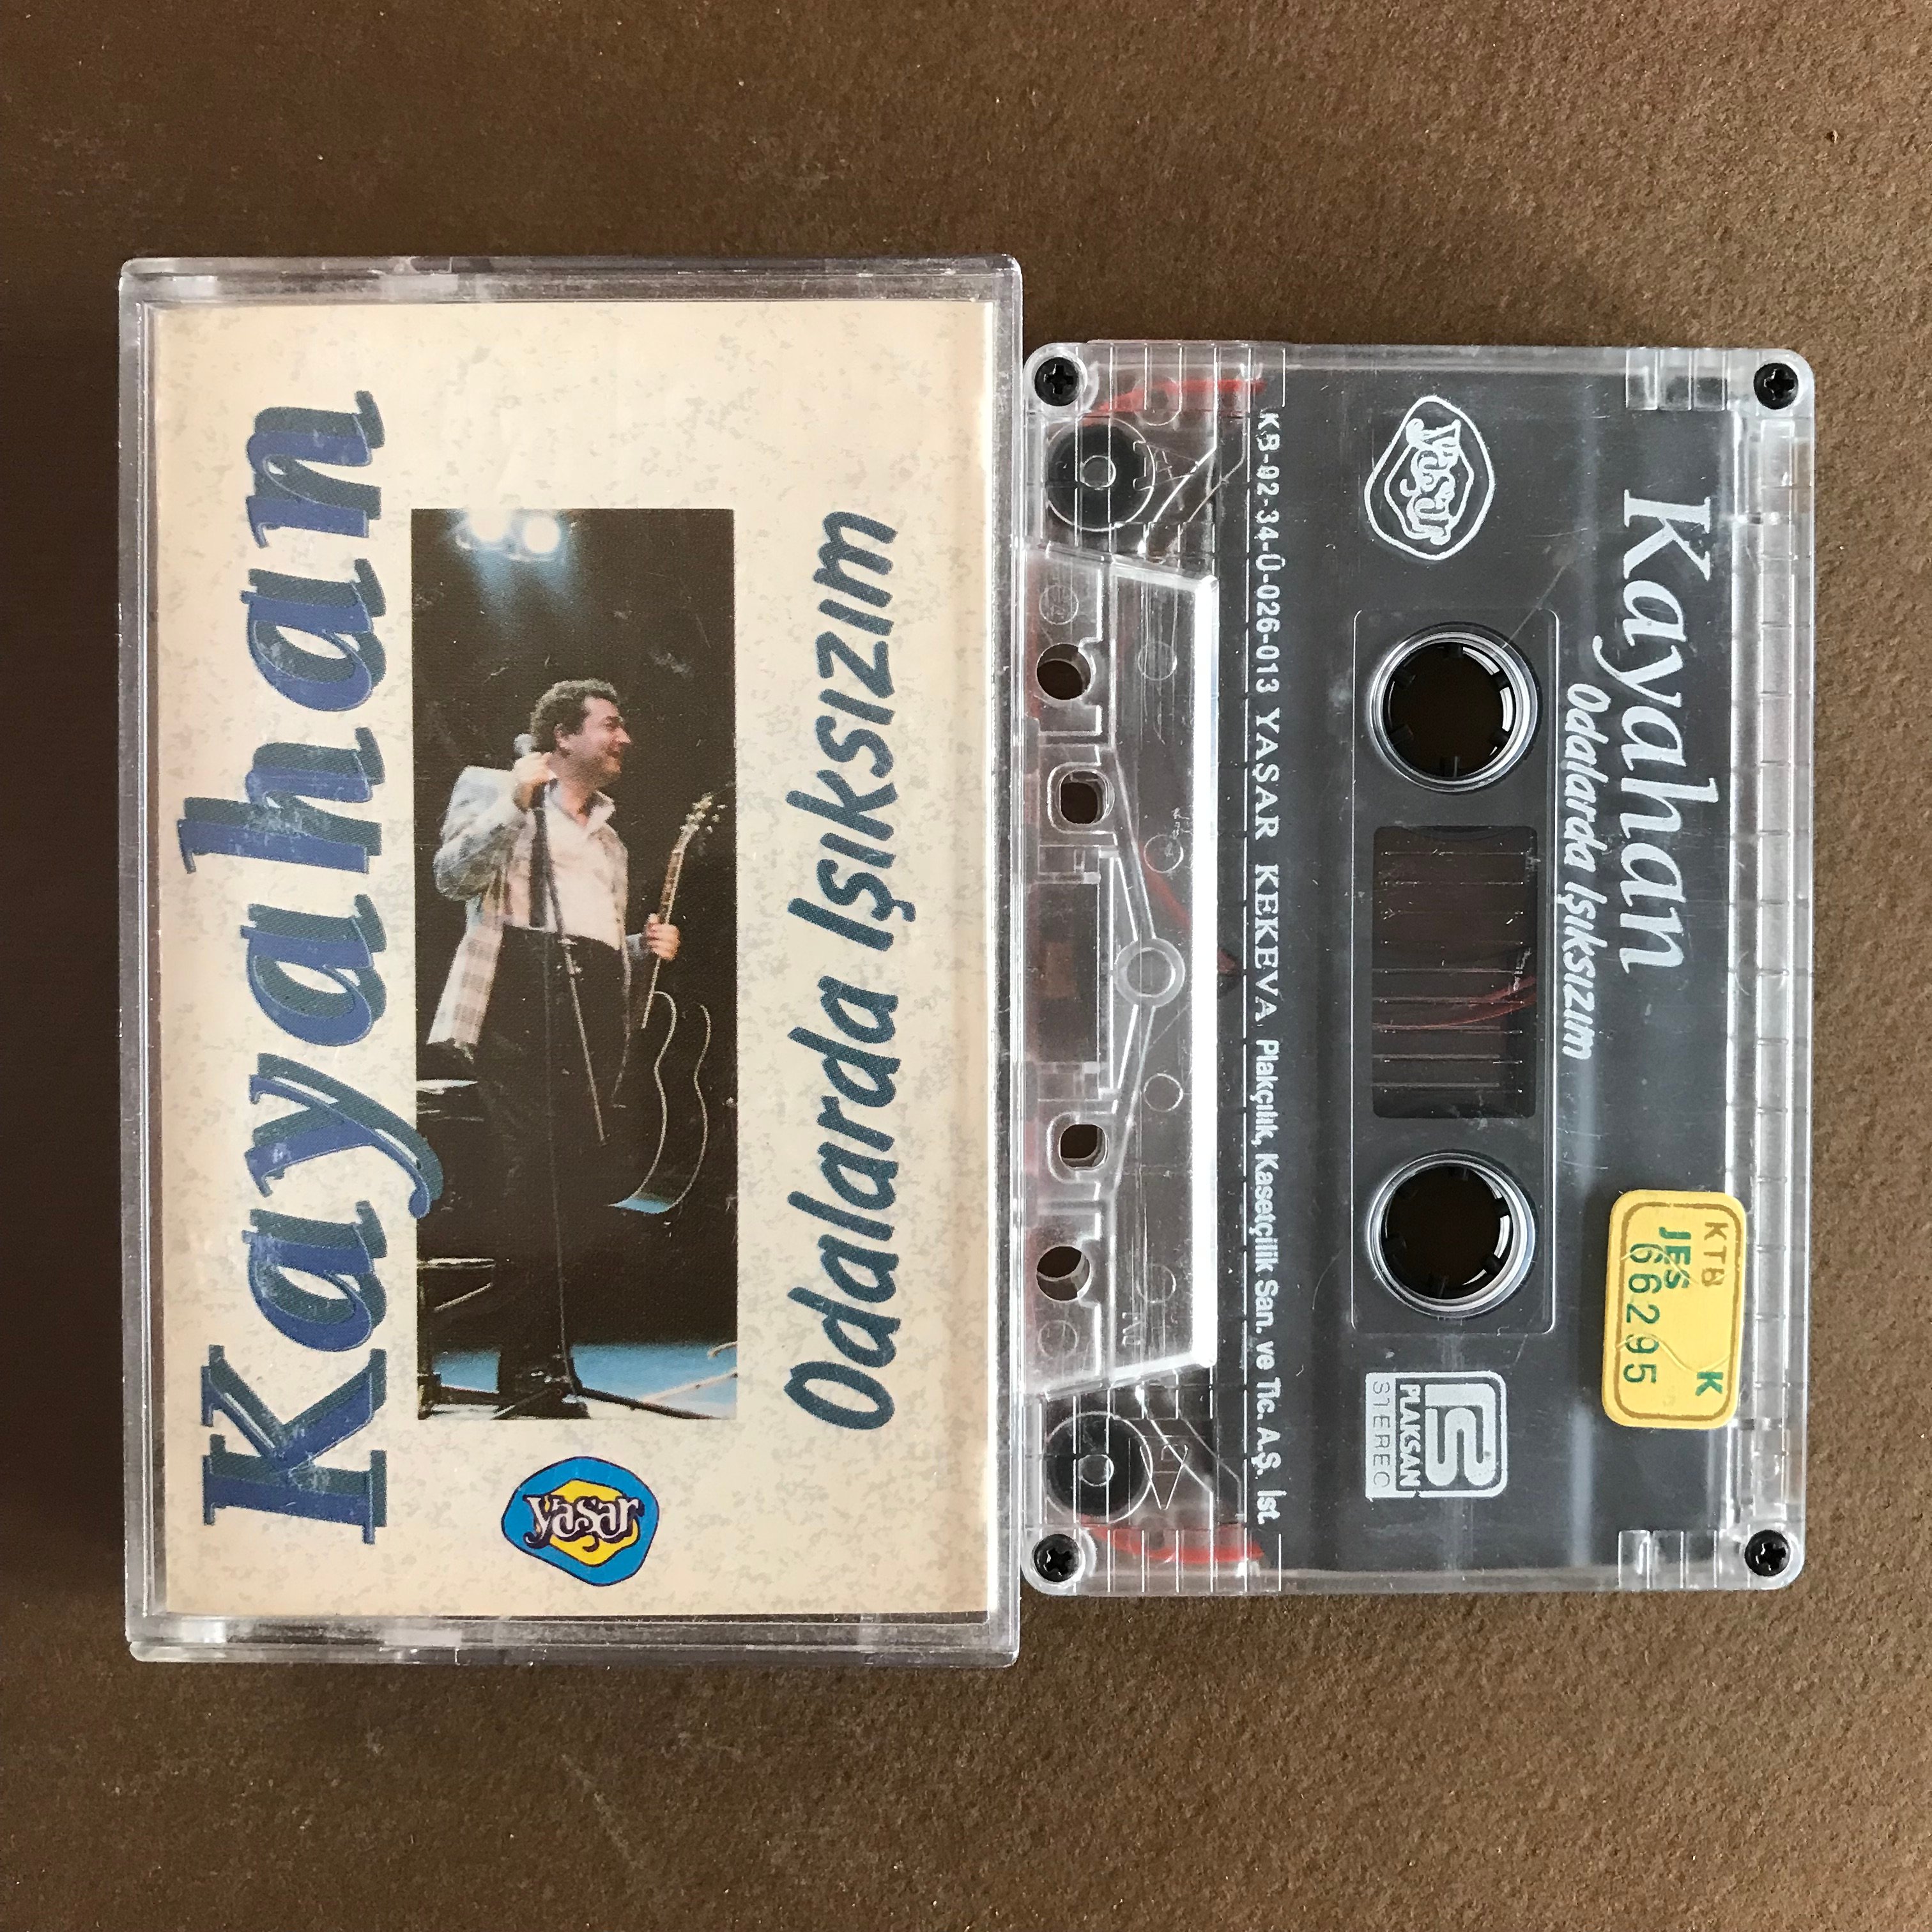 Kayahan
yaşar
Odalarda Işıksızım
Kayahan
Odalarda Işıksızım
yaşar
PLAKSAN
STEREO
KTB
JES K
66295
KB-92-34-Ü-026-013 YAŞAR KEKEVA Plakçılık, Kasetçilik San. ve Tic. A.Ş. İst